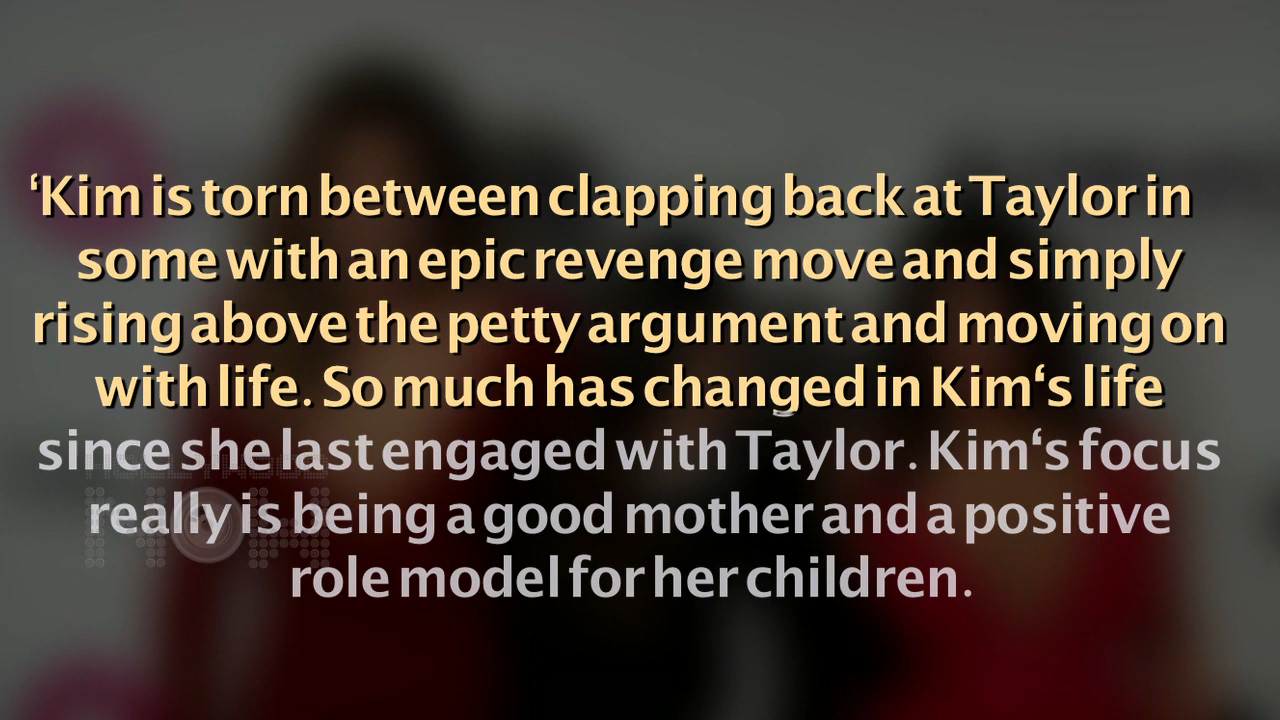 ‘Kim is torn between clapping back at Taylor in
some with an epic revenge move and simply
rising above the petty argument and moving on
with life. So much has changed in Kim‘s life
since she last engaged with Taylor. Kim‘s focus
really is being a good mother and a positive
role model for her children.